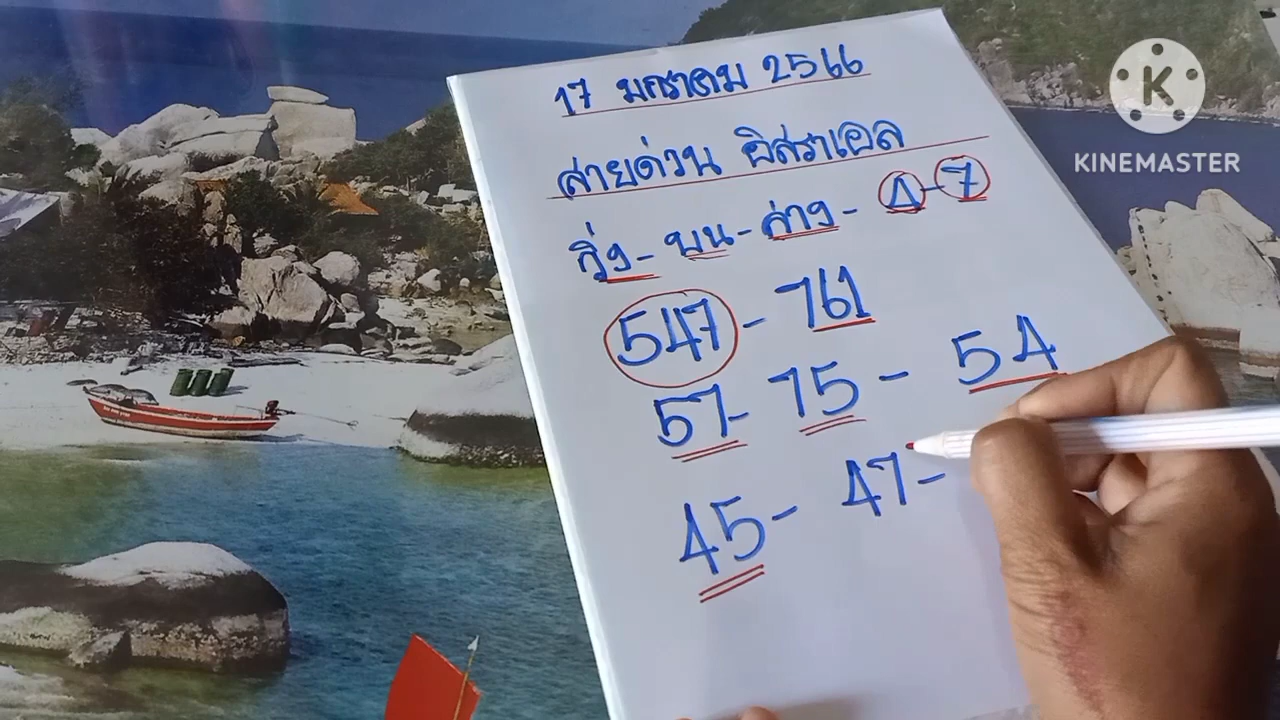 17 มกราคม 2566
สายด่วน อิสราเอล
วิ่ง - บน - ล่าง - 4 - 7
547 - 761
57 - 75 - 54
45 - 47 -
K
KINEMASTER